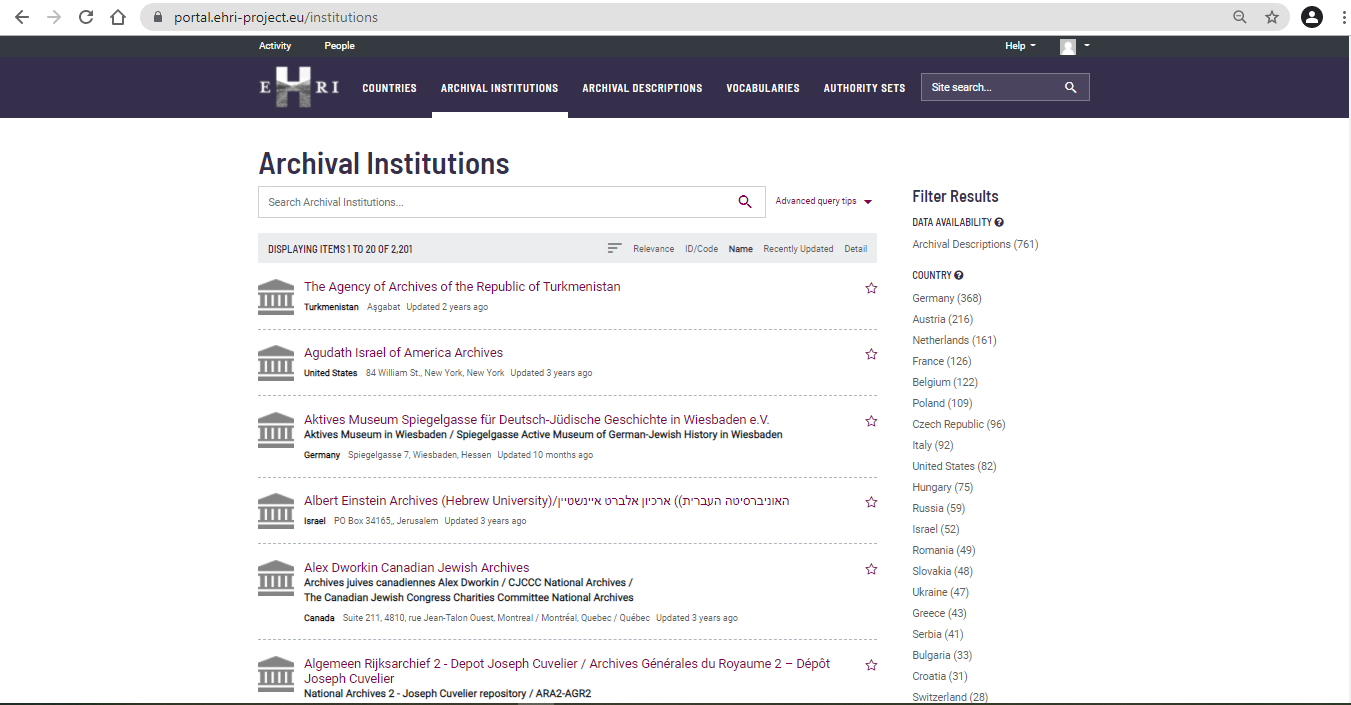 portal.ehri-project.eu/institutions
Activity People Help
EHRI COUNTRIES ARCHIVAL INSTITUTIONS ARCHIVAL DESCRIPTIONS VOCABULARIES AUTHORITY SETS Site search...
Archival Institutions
Search Archival Institutions... Advanced query tips
DISPLAYING ITEMS 1 TO 20 OF 2,201 Relevance ID/Code Name Recently Updated Detail
The Agency of Archives of the Republic of Turkmenistan
Turkmenistan Aşgabat Updated 2 years ago
Agudath Israel of America Archives
United States 84 William St., New York, New York Updated 3 years ago
Aktives Museum Spiegelgasse für Deutsch-Jüdische Geschichte in Wiesbaden e.V.
Aktives Museum in Wiesbaden / Spiegelgasse Active Museum of German-Jewish History in Wiesbaden
Germany Spiegelgasse 7, Wiesbaden, Hessen Updated 10 months ago
Albert Einstein Archives (Hebrew University)/האוניברסיטה העברית)) ארכיון אלברט איינשטיין
Israel PO Box 34165,, Jerusalem Updated 3 years ago
Alex Dworkin Canadian Jewish Archives
Archives juives canadiennes Alex Dworkin / CJCCC National Archives /
The Canadian Jewish Congress Charities Committee National Archives
Canada Suite 211, 4810, rue Jean-Talon Ouest, Montreal / Montréal, Quebec / Québec Updated 3 years ago
Algemeen Rijksarchief 2 - Depot Joseph Cuvelier / Archives Générales du Royaume 2 – Dépôt
Joseph Cuvelier
National Archives 2 - Joseph Cuvelier repository / ARA2-AGR2
Filter Results
DATA AVAILABILITY ?
Archival Descriptions (761)
COUNTRY ?
Germany (368)
Austria (216)
Netherlands (161)
France (126)
Belgium (122)
Poland (109)
Czech Republic (96)
Italy (92)
United States (82)
Hungary (75)
Russia (59)
Israel (52)
Romania (49)
Slovakia (48)
Ukraine (47)
Greece (43)
Serbia (41)
Bulgaria (33)
Croatia (31)
Switzerland (28)